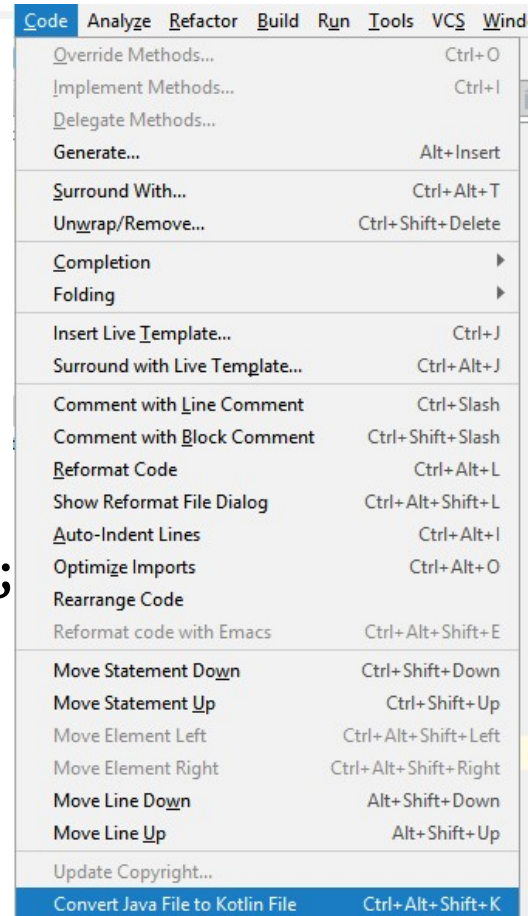 Code Analyze Refactor Build Run Tools VCS Wind
Override Methods... Ctrl+O
Implement Methods... Ctrl+I
Delegate Methods...
Generate... Alt+Insert
Surround With... Ctrl+Alt+T
Unwrap/Remove... Ctrl+Shift+Delete
Completion
Folding
Insert Live Template... Ctrl+J
Surround with Live Template... Ctrl+Alt+J
Comment with Line Comment Ctrl+Slash
Comment with Block Comment Ctrl+Shift+Slash
Reformat Code Ctrl+Alt+L
Show Reformat File Dialog Ctrl+Alt+Shift+L
Auto-Indent Lines Ctrl+Alt+I
; Optimize Imports Ctrl+Alt+O
Rearrange Code
Reformat code with Emacs Ctrl+Alt+Shift+E
Move Statement Down Ctrl+Shift+Down
Move Statement Up Ctrl+Shift+Up
Move Element Left Ctrl+Alt+Shift+Left
Move Element Right Ctrl+Alt+Shift+Right
Move Line Down Alt+Shift+Down
Move Line Up Alt+Shift+Up
Update Copyright...
Convert Java File to Kotlin File Ctrl+Alt+Shift+K